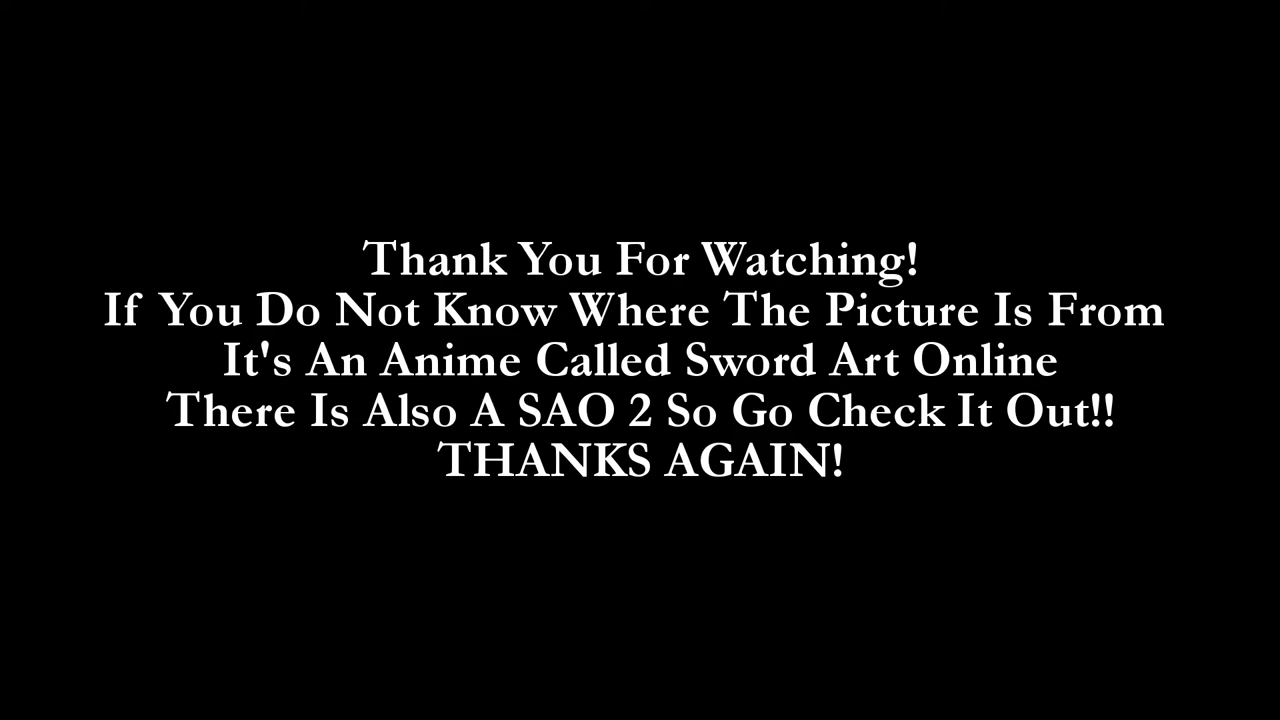 Thank You For Watching!
If You Do Not Know Where The Picture Is From
It's An Anime Called Sword Art Online
There Is Also A SAO 2 So Go Check It Out!!
THANKS AGAIN!